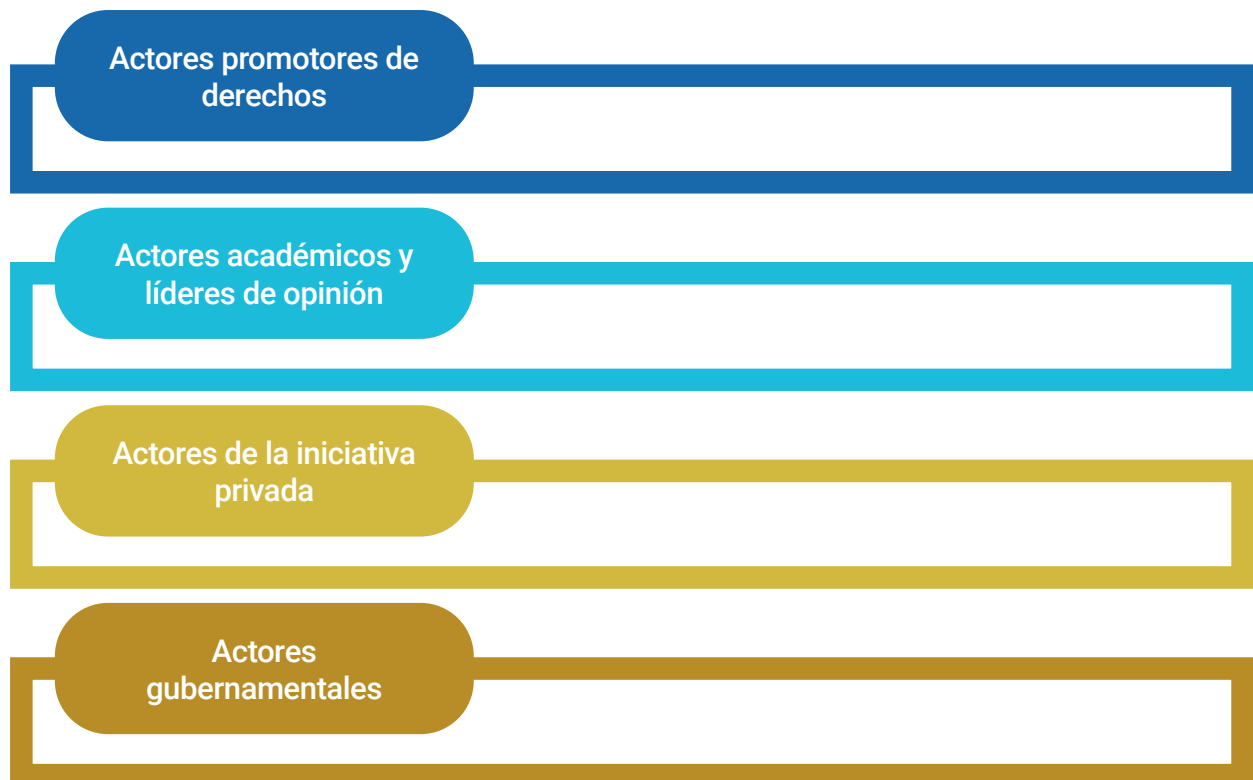 Actores promotores de
derechos
Actores académicos y
líderes de opinión
Actores de la iniciativa
privada
Actores
gubernamentales